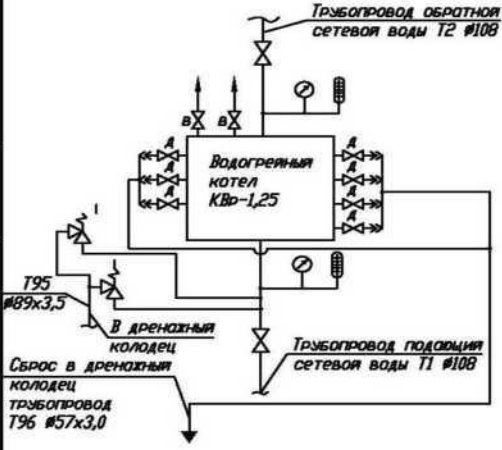 Трубопровод обратной
сетевой воды Т2 Ø108
В
В
Д
Д
Д
Водогрейный
котел
КВр-1,25
Д
Д
Д
Д
1
Т95
Ø89х3,5
В дренажный
колодец
Трубопровод подающий
сетевой воды Т1 Ø108
Сброс в дренажный
колодец
трубопровод
Т96 Ø57х3,0